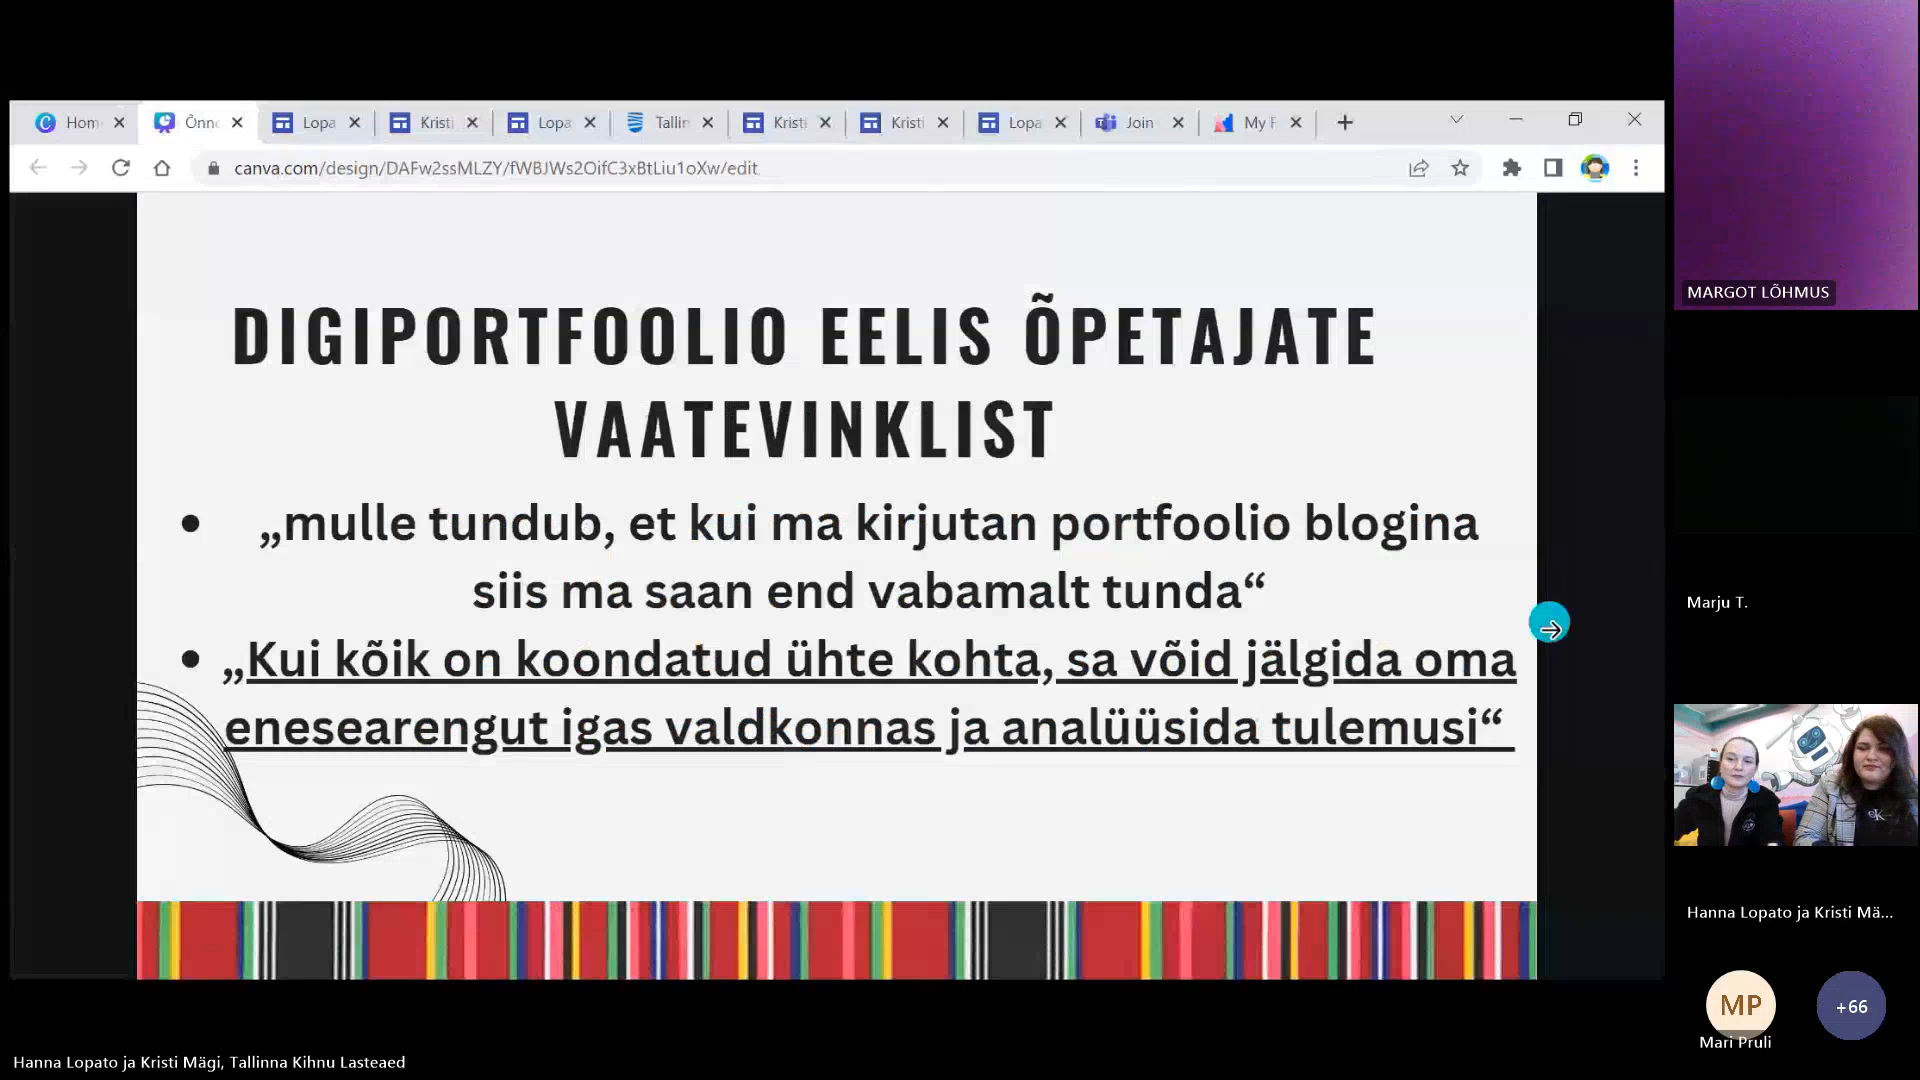 Hom
Õnne
Lopa
Kristi
Lopa
Tallin
Kristi
Kristi
Lopa
Join
My F
canva.com/design/DAFw2ssMLZY/fWBJWs2OifC3xBtLiu1oXw/edit
DIGIPORTFOOLIO EELIS ÕPETAJATE
VAATEVINKLIST
• „mulle tundub, et kui ma kirjutan portfoolio blogina
siis ma saan end vabamalt tunda“
• „Kui kõik on koondatud ühte kohta, sa võid jälgida oma
enesearengut igas valdkonnas ja analüüsida tulemusi“
MARGOT LÕHMUS
Marju T.
Hanna Lopato ja Kristi Mä...
MP
+66
Mari Pruli
Hanna Lopato ja Kristi Mägi, Tallinna Kihnu Lasteaed